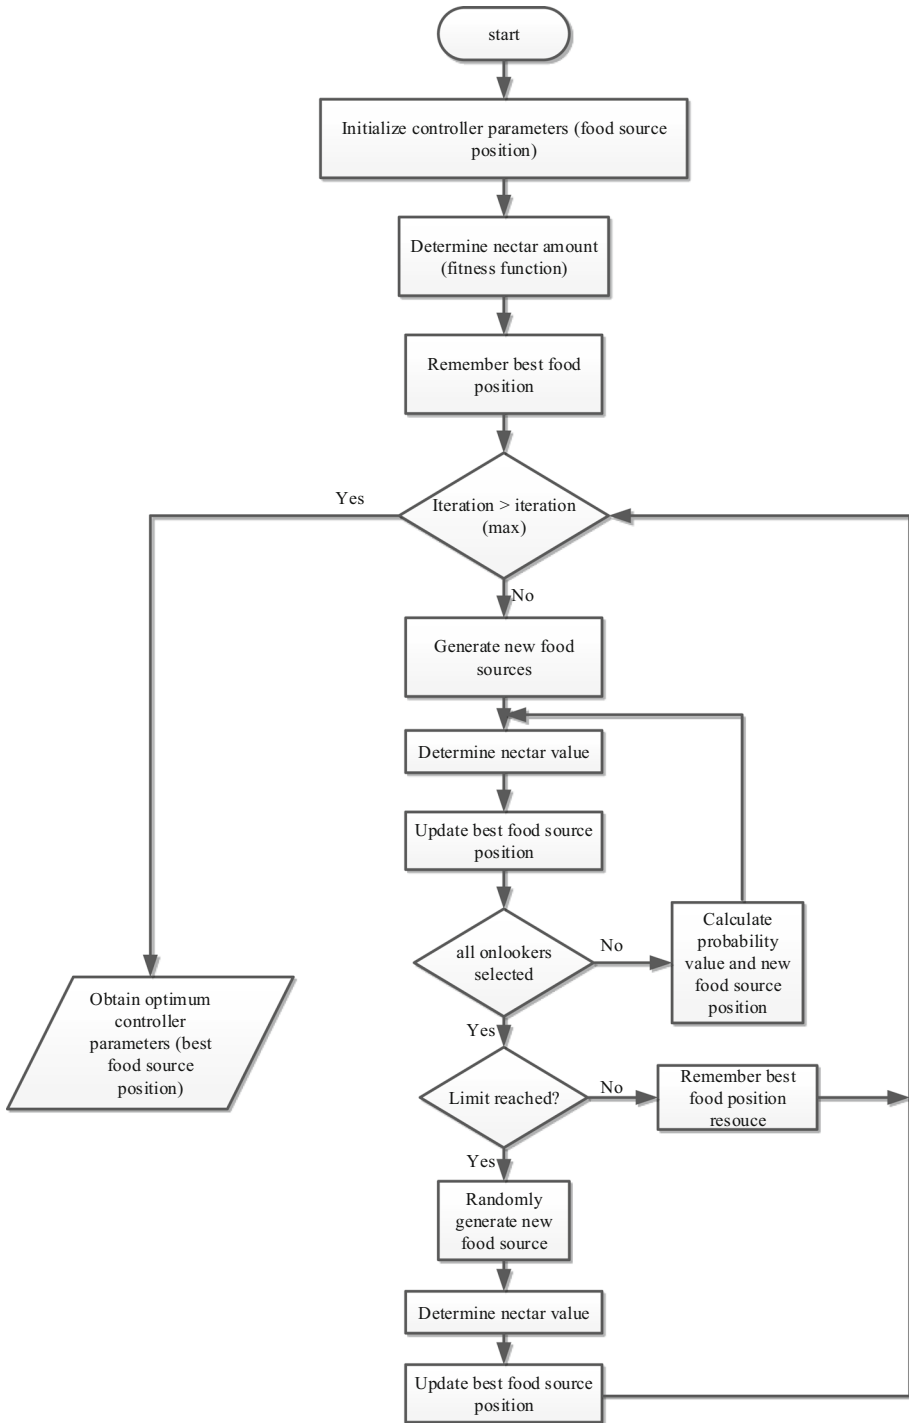 start
Initialize controller parameters (food source
position)
Determine nectar amount
(fitness function)
Remember best food
position
Yes
Iteration > iteration
(max)
No
Generate new food
sources
Determine nectar value
Update best food source
position
all onlookers
selected
No
Calculate
probability
value and new
food source
position
Obtain optimum
controller
parameters (best
food source
position)
Yes
Limit reached?
No
Remember best
food position
resouce
Yes
Randomly
generate new
food source
Determine nectar value
Update best food source
position